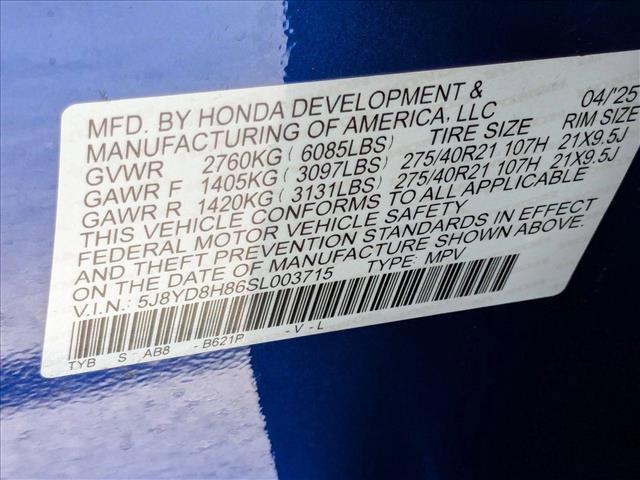 MFD. BY HONDA DEVELOPMENT & 04/'25
MANUFACTURING OF AMERICA, LLC
TIRE SIZE RIM SIZE
GVWR 2760KG ( 6085LBS)
GAWR F 1405KG ( 3097LBS) 275/40R21 107H 21X9.5J
GAWR R 1420KG ( 3131LBS) 275/40R21 107H 21X9.5J
THIS VEHICLE CONFORMS TO ALL APPLICABLE
FEDERAL MOTOR VEHICLE SAFETY
AND THEFT PREVENTION STANDARDS IN EFFECT
ON THE DATE OF MANUFACTURE SHOWN ABOVE.
V.I.N.: 5J8YD8H86SL003715 TYPE: MPV
TYB S - AB8 - B621P - V - L